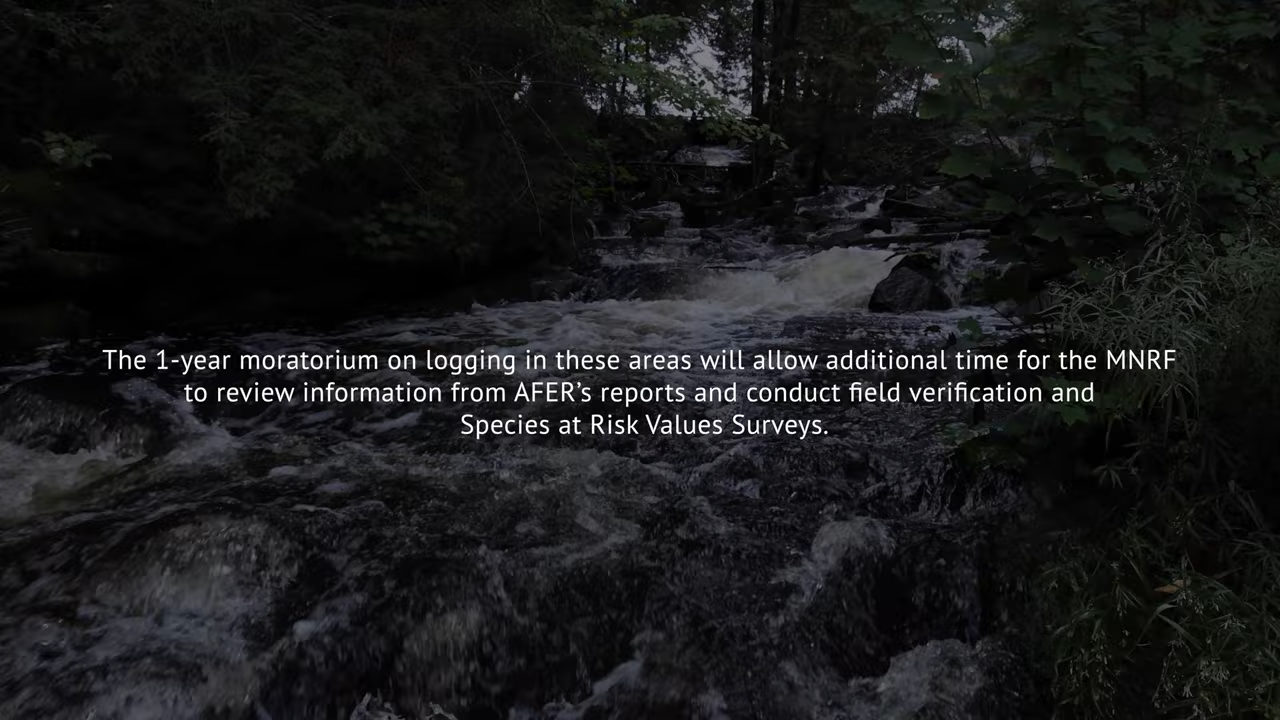 The 1-year moratorium on logging in these areas will allow additional time for the MNRF
to review information from AFER’s reports and conduct field verification and
Species at Risk Values Surveys.